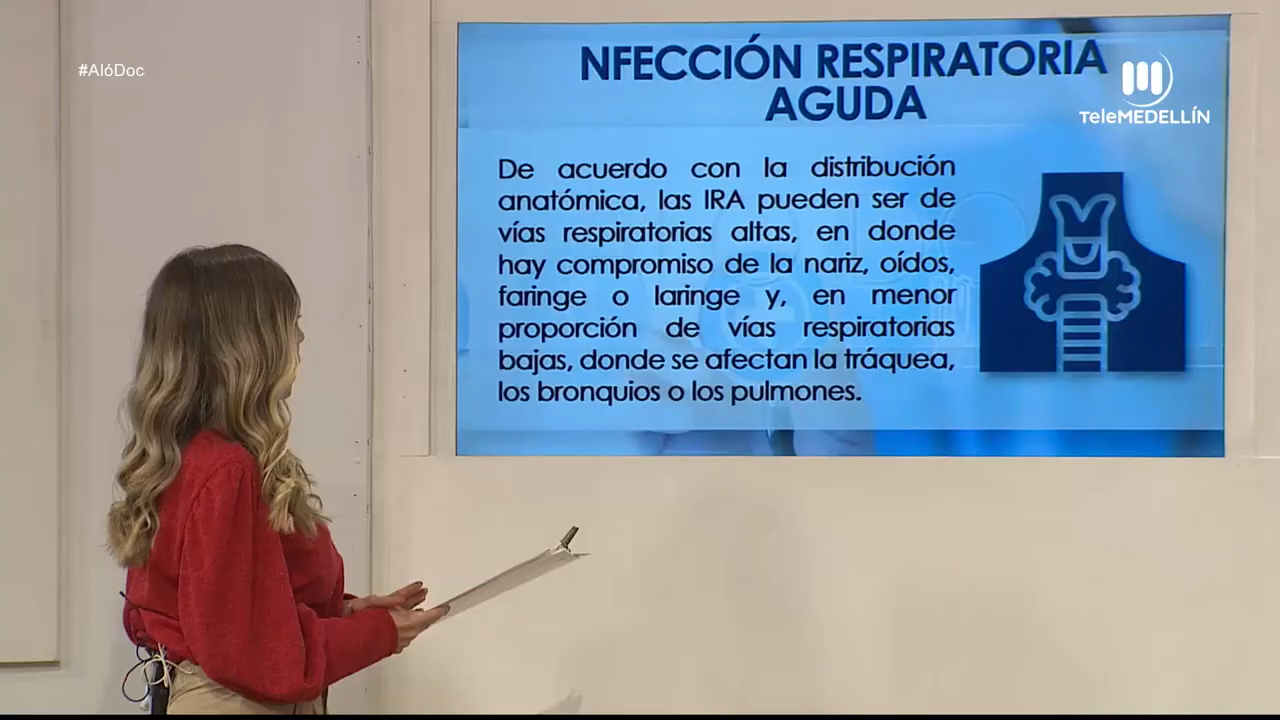 #AlóDoc
NFECCIÓN RESPIRATORIA
AGUDA
TeleMEDELLÍN
De acuerdo con la distribución
anatómica, las IRA pueden ser de
vías respiratorias altas, en donde
hay compromiso de la nariz, oídos,
faringe o laringe y, en menor
proporción de vías respiratorias
bajas, donde se afectan la tráquea,
los bronquios o los pulmones.